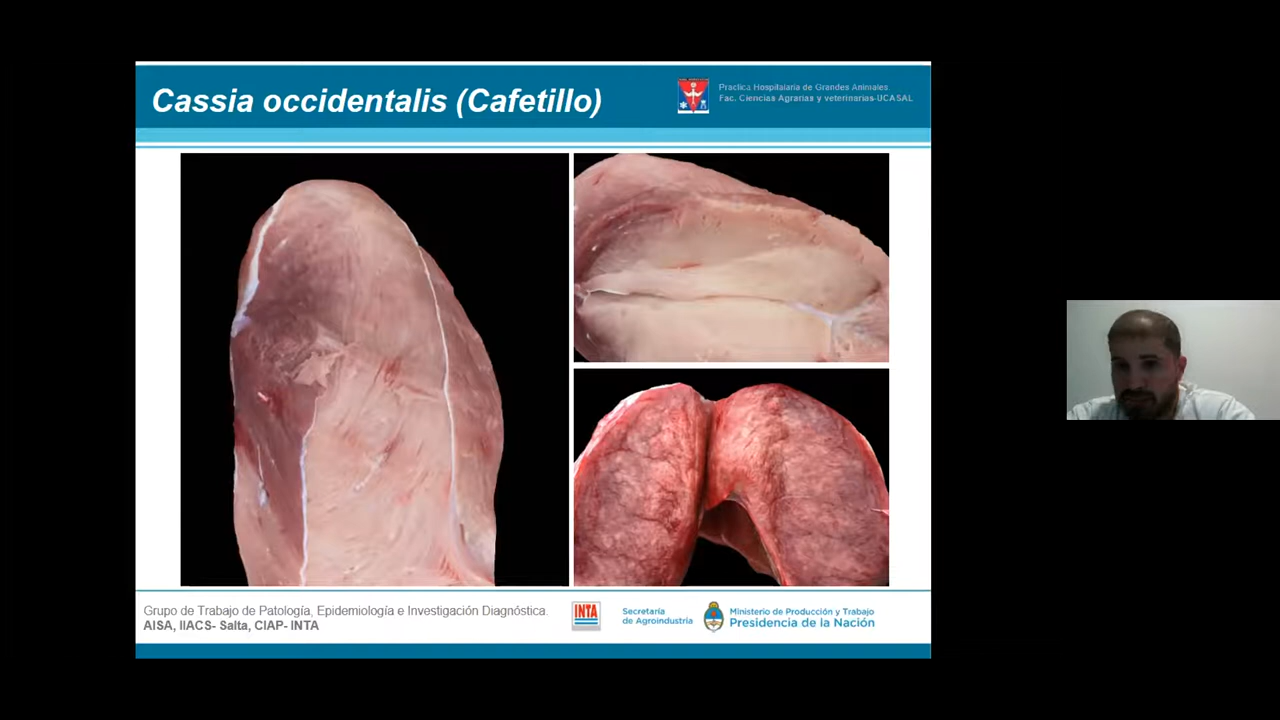 Cassia occidentalis (Cafetillo)
Practica Hospitalaria de Grandes Animales.
Fac. Ciencias Agrarias y veterinarias-UCASAL
Grupo de Trabajo de Patología, Epidemiología e Investigación Diagnóstica.
AISA, IIACS- Salta, CIAP- INTA
INTA
Secretaría
de Agroindustria
Ministerio de Producción y Trabajo
Presidencia de la Nación